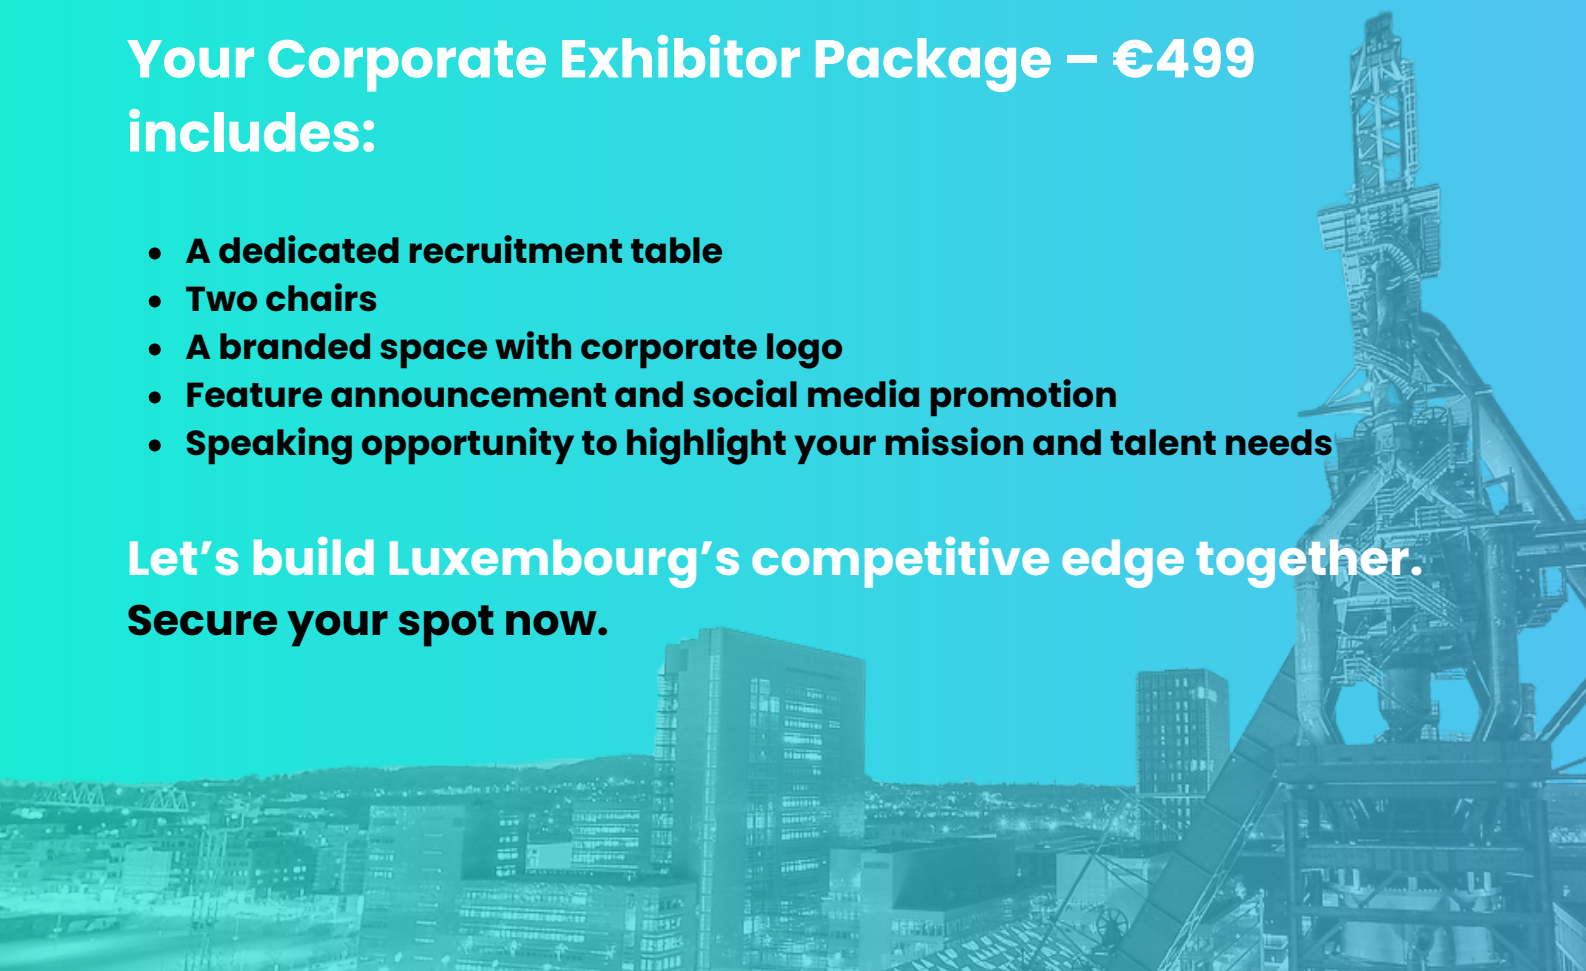 Your Corporate Exhibitor Package – €499
includes:
• A dedicated recruitment table
• Two chairs
• A branded space with corporate logo
• Feature announcement and social media promotion
• Speaking opportunity to highlight your mission and talent needs
Let’s build Luxembourg’s competitive edge together.
Secure your spot now.